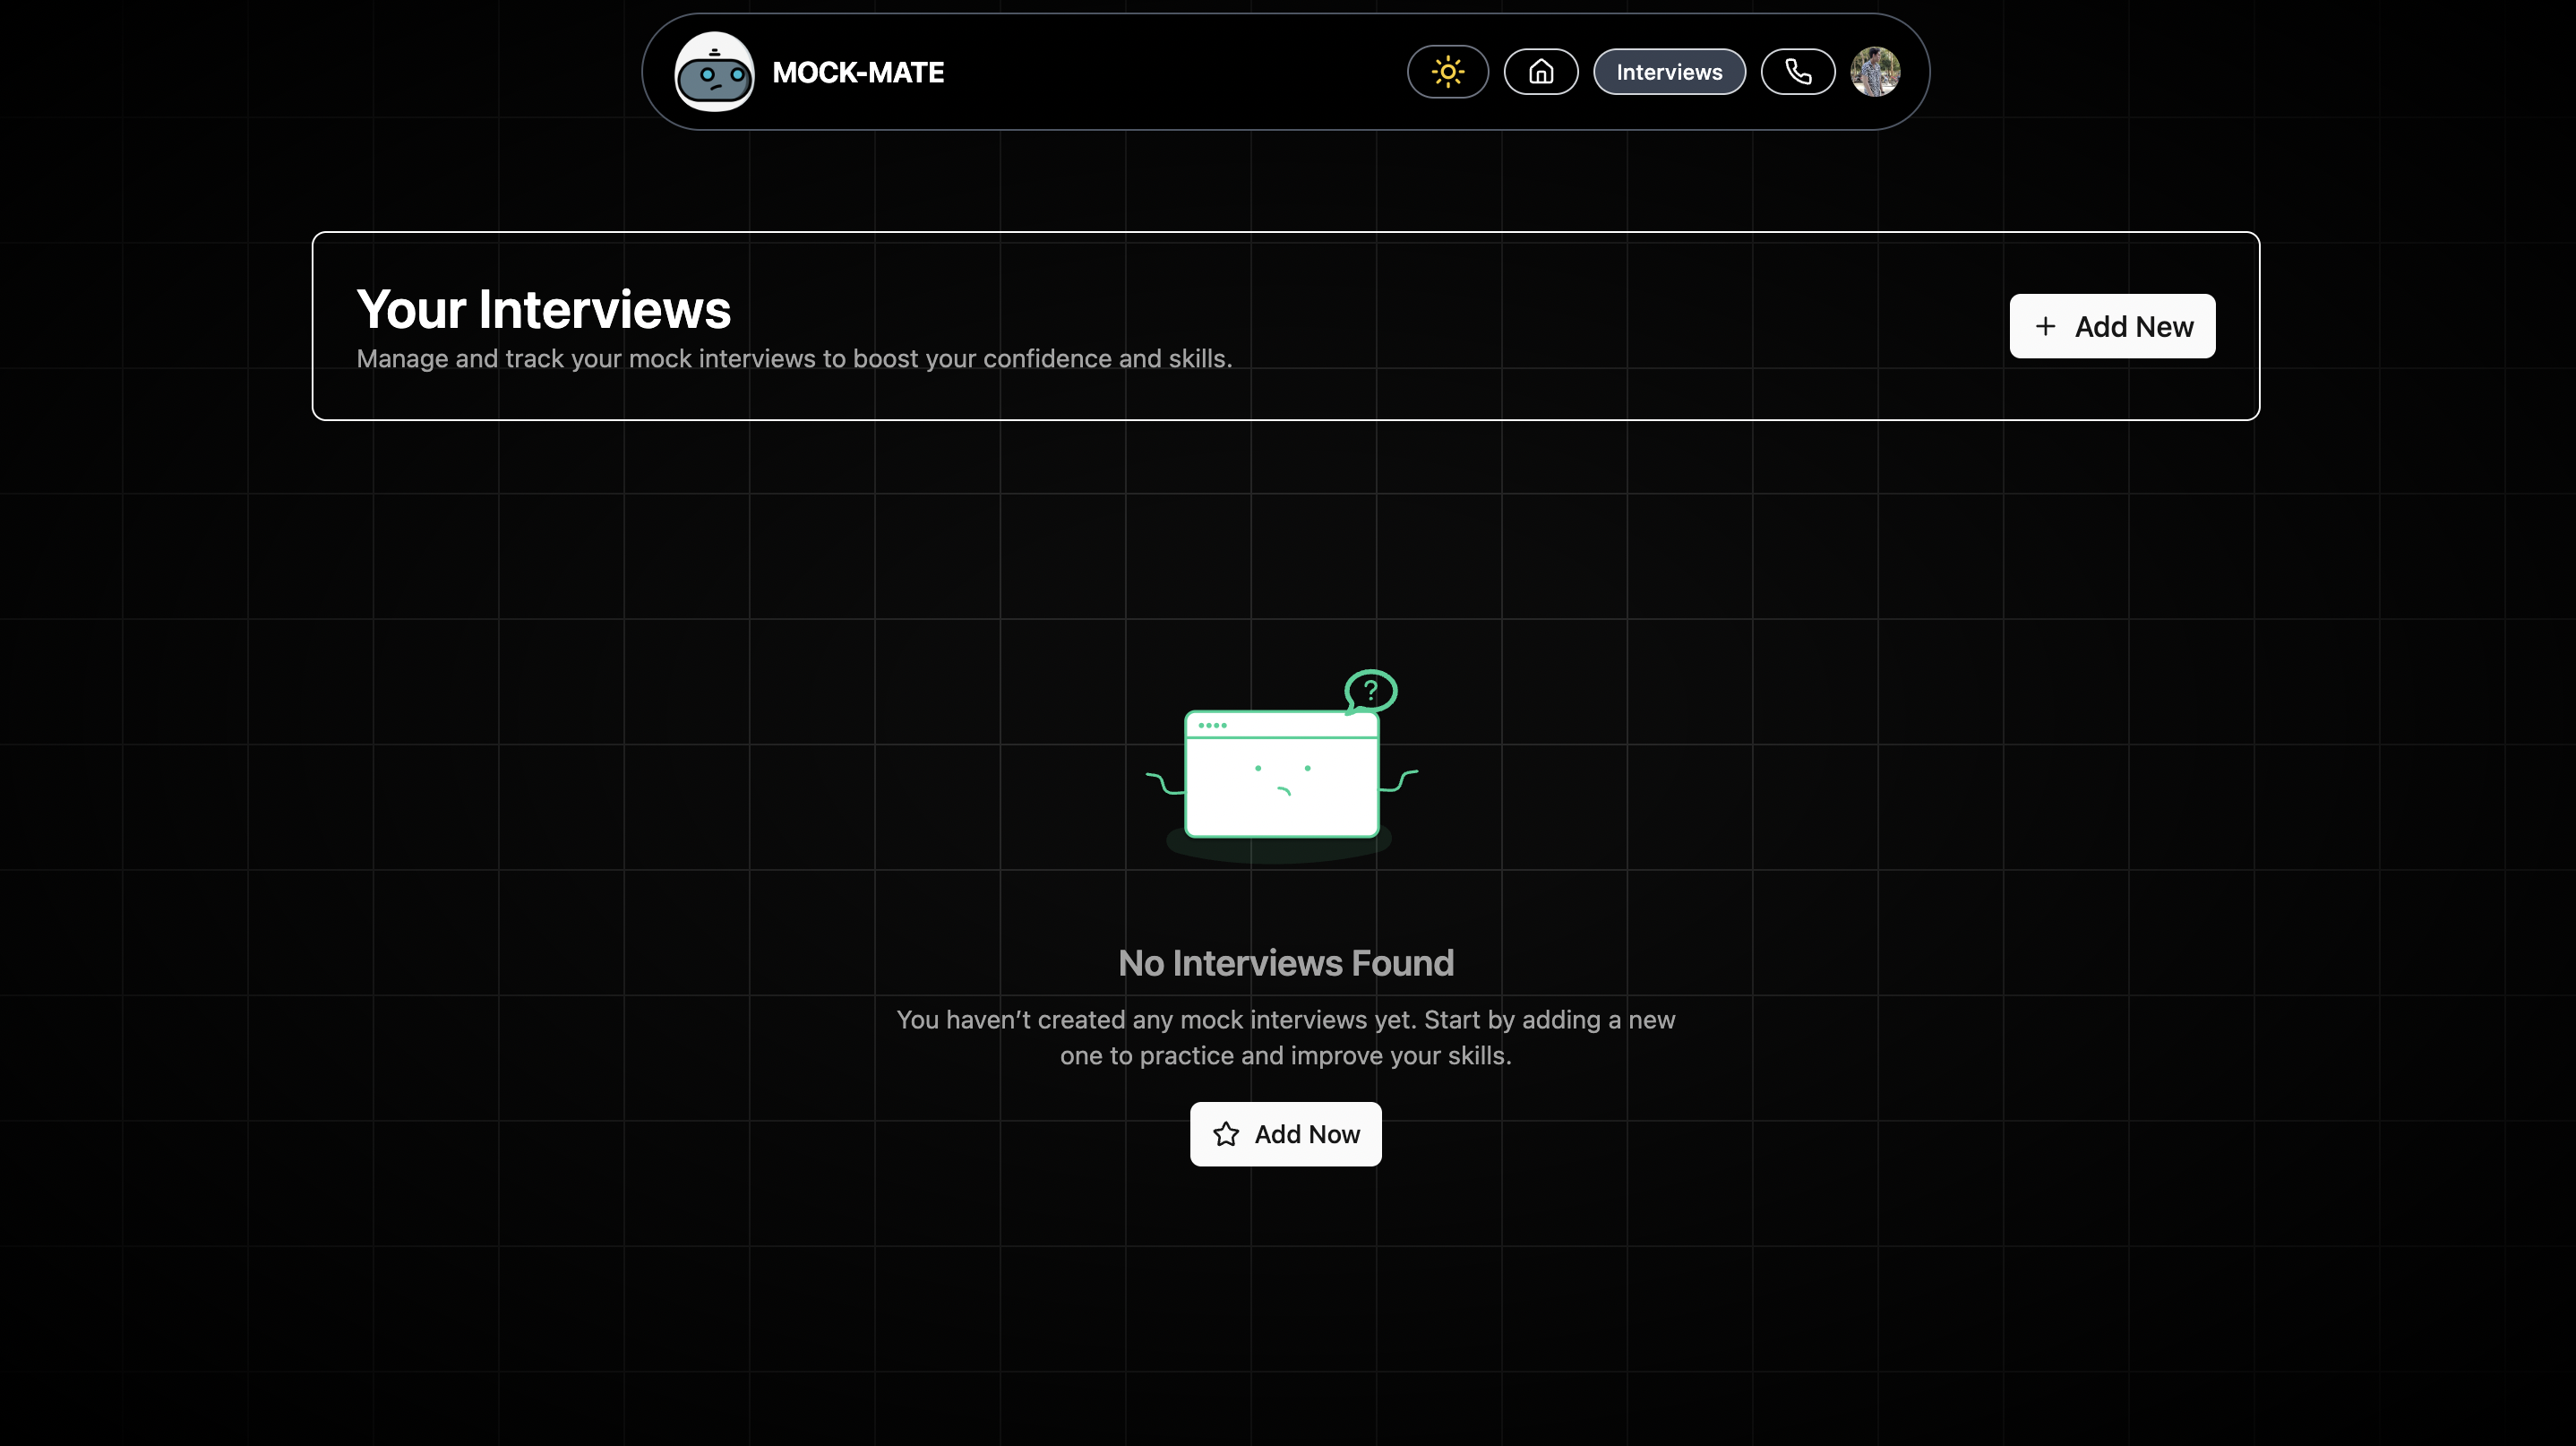 MOCK-MATE
Interviews
Your Interviews
Manage and track your mock interviews to boost your confidence and skills.
+ Add New
?
No Interviews Found
You haven’t created any mock interviews yet. Start by adding a new
one to practice and improve your skills.
Add Now